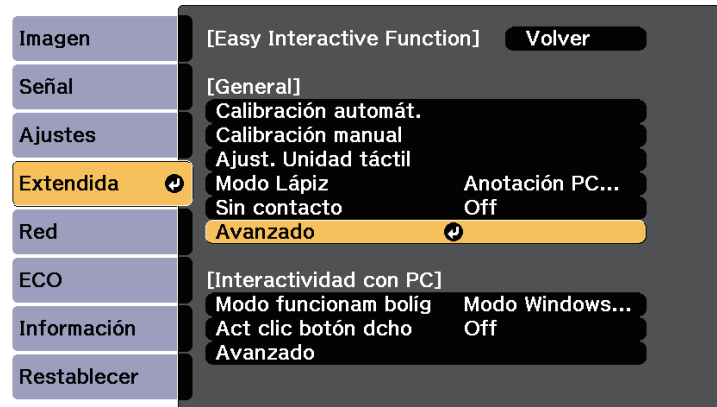 Imagen
Señal
Ajustes
Extendida
Red
ECO
Información
Restablecer
[Easy Interactive Function] Volver
[General]
Calibración automát.
Calibración manual
Ajust. Unidad táctil
Modo Lápiz Anotación PC...
Sin contacto Off
Avanzado
[Interactividad con PC]
Modo funcionam bolíg Modo Windows...
Act clic botón dcho Off
Avanzado